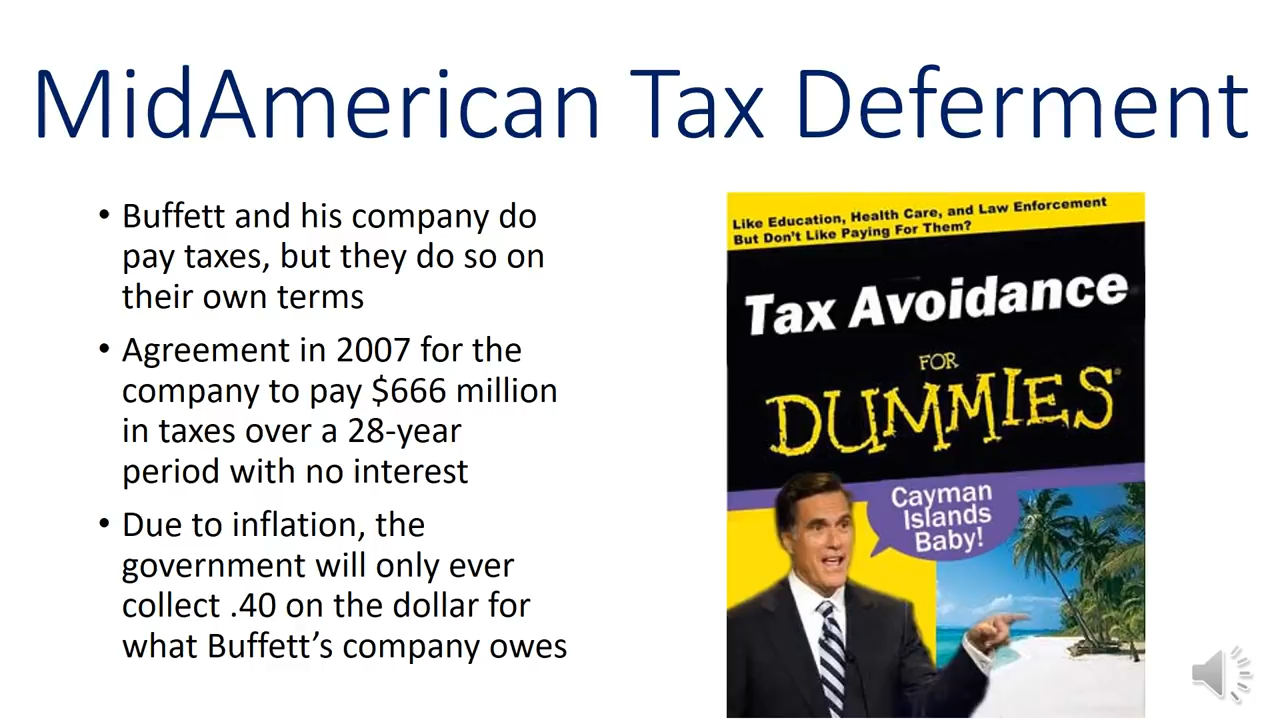 MidAmerican Tax Deferment
• Buffett and his company do
pay taxes, but they do so on
their own terms
• Agreement in 2007 for the
company to pay $666 million
in taxes over a 28-year
period with no interest
• Due to inflation, the
government will only ever
collect .40 on the dollar for
what Buffett’s company owes
Like Education, Health Care, and Law Enforcement
But Don't Like Paying For Them?
Tax Avoidance
FOR
DUMMIES®
Cayman
Islands
Baby!